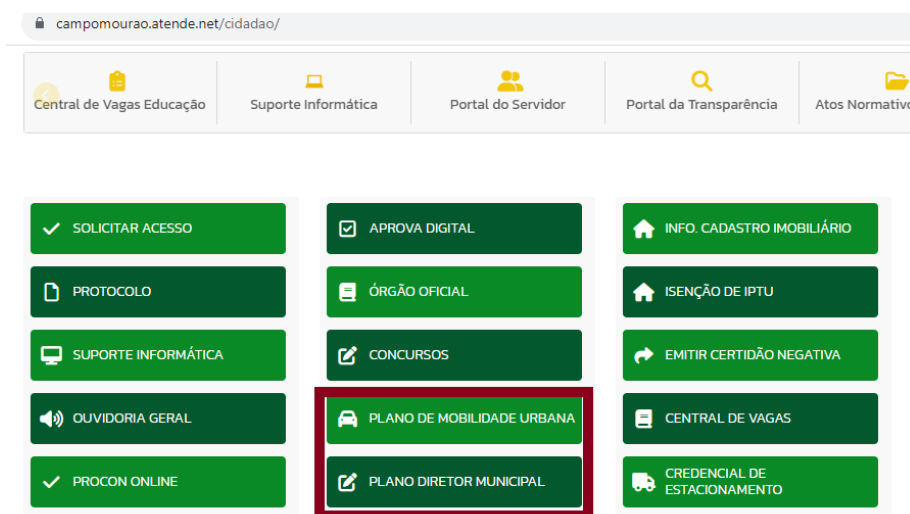 campomourao.atende.net/cidadao/
Central de Vagas Educação
Suporte Informática
Portal do Servidor
Portal da Transparência
Atos Normativo
SOLICITAR ACESSO
APROVA DIGITAL
INFO. CADASTRO IMOBILIÁRIO
PROTOCOLO
ÓRGÃO OFICIAL
ISENÇÃO DE IPTU
SUPORTE INFORMÁTICA
CONCURSOS
EMITIR CERTIDÃO NEGATIVA
OUVIDORIA GERAL
PLANO DE MOBILIDADE URBANA
CENTRAL DE VAGAS
PROCON ONLINE
PLANO DIRETOR MUNICIPAL
CREDENCIAL DE
ESTACIONAMENTO